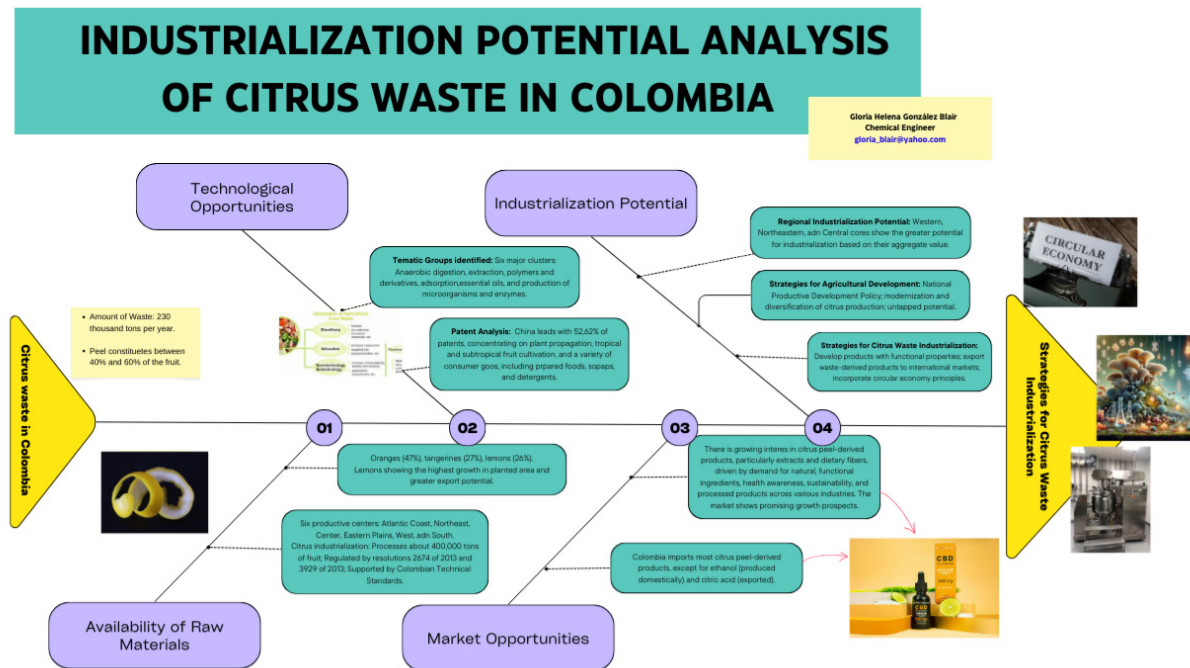 INDUSTRIALIZATION POTENTIAL ANALYSIS
OF CITRUS WASTE IN COLOMBIA
Gloria Helena González Blair
Chemical Engineer
gloria_blair@yahoo.com
Technological
Opportunities
Industrialization Potential
Tematic Groups identified: Six major clusters:
Anaerobic digestion, extraction, polymers and
derivatives, adsorption,essential oils, and production of
microorganisms and enzymes.
Patent Analysis: China leads with 52,62% of
patents, concentrating on plant propagation, tropical
and subtropical fruit cultivation, and a variety of
consumer goos, including prpared foods, sopaps,
and detergents.
Regional Industrialization Potential: Western,
Northeastern, adn Central cores show the greater potential
for industrialization based on their aggregate value.
Strategies for Agricultural Development: National
Productive Development Policy; modernization and
diversification of citrus production; untapped potential.
Strategies for Citrus Waste Industrialization:
Develop products with functional properties; export
waste-derived products to international markets;
incorporate circular economy principles.
CIRCULAR
ECONOMY
Citrus waste in Colombia
Amount of Waste: 230
thousand tons per year.
Peel constituetes between
40% and 60% of the fruit.
01
02
03
04
Strategies for Citrus Waste
Industrialization
Oranges (47%), tangerines (27%), lemons (26%).
Lemons showing the highest growth in planted area and
greater export potential.
Six productive centers: Atlantic Coast, Northeast,
Center, Eastern Plains, West, adn South.
Citrus industrialization: Processes about 400,000 tons
of fruit; Regulated by resolutions 2674 of 2013 and
3929 of 2013; Supported by Colombian Technical
Standards.
There is growing interes in citrus peel-derived
products, particularly extracts and dietary fibers,
driven by demand for natural, functional
ingredients, health awareness, sustainability, and
processed products across various industries. The
market shows promising growth prospects.
Colombia imports most citrus peel-derived
products, except for ethanol (produced
domestically) and citric acid (exported).
CBD
CBD
Availability of Raw
Materials
Market Opportunities